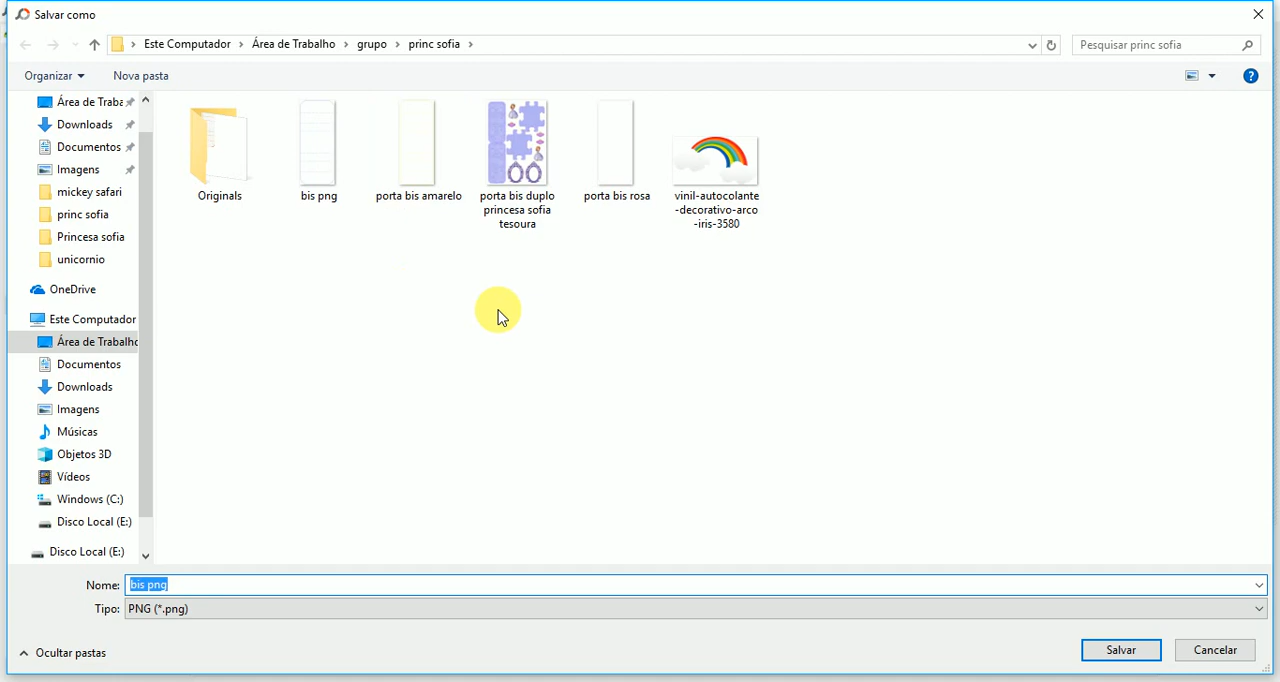 Salvar como
Este Computador > Área de Trabalho > grupo > princ sofia >
Pesquisar princ sofia
Organizar
Nova pasta
Área de Traba
Downloads
Documentos
Imagens
mickey safari
princ sofia
Princesa sofia
unicornio
OneDrive
Este Computador
Área de Trabalho
Documentos
Downloads
Imagens
Músicas
Objetos 3D
Vídeos
Windows (C:)
Disco Local (E:)
Disco Local (E:)
Originals
bis png
porta bis amarelo
porta bis duplo
princesa sofia
tesoura
porta bis rosa
vinil-autocolante
-decorativo-arco
-iris-3580
Nome: bis png
Tipo: PNG (*.png)
Ocultar pastas
Salvar
Cancelar